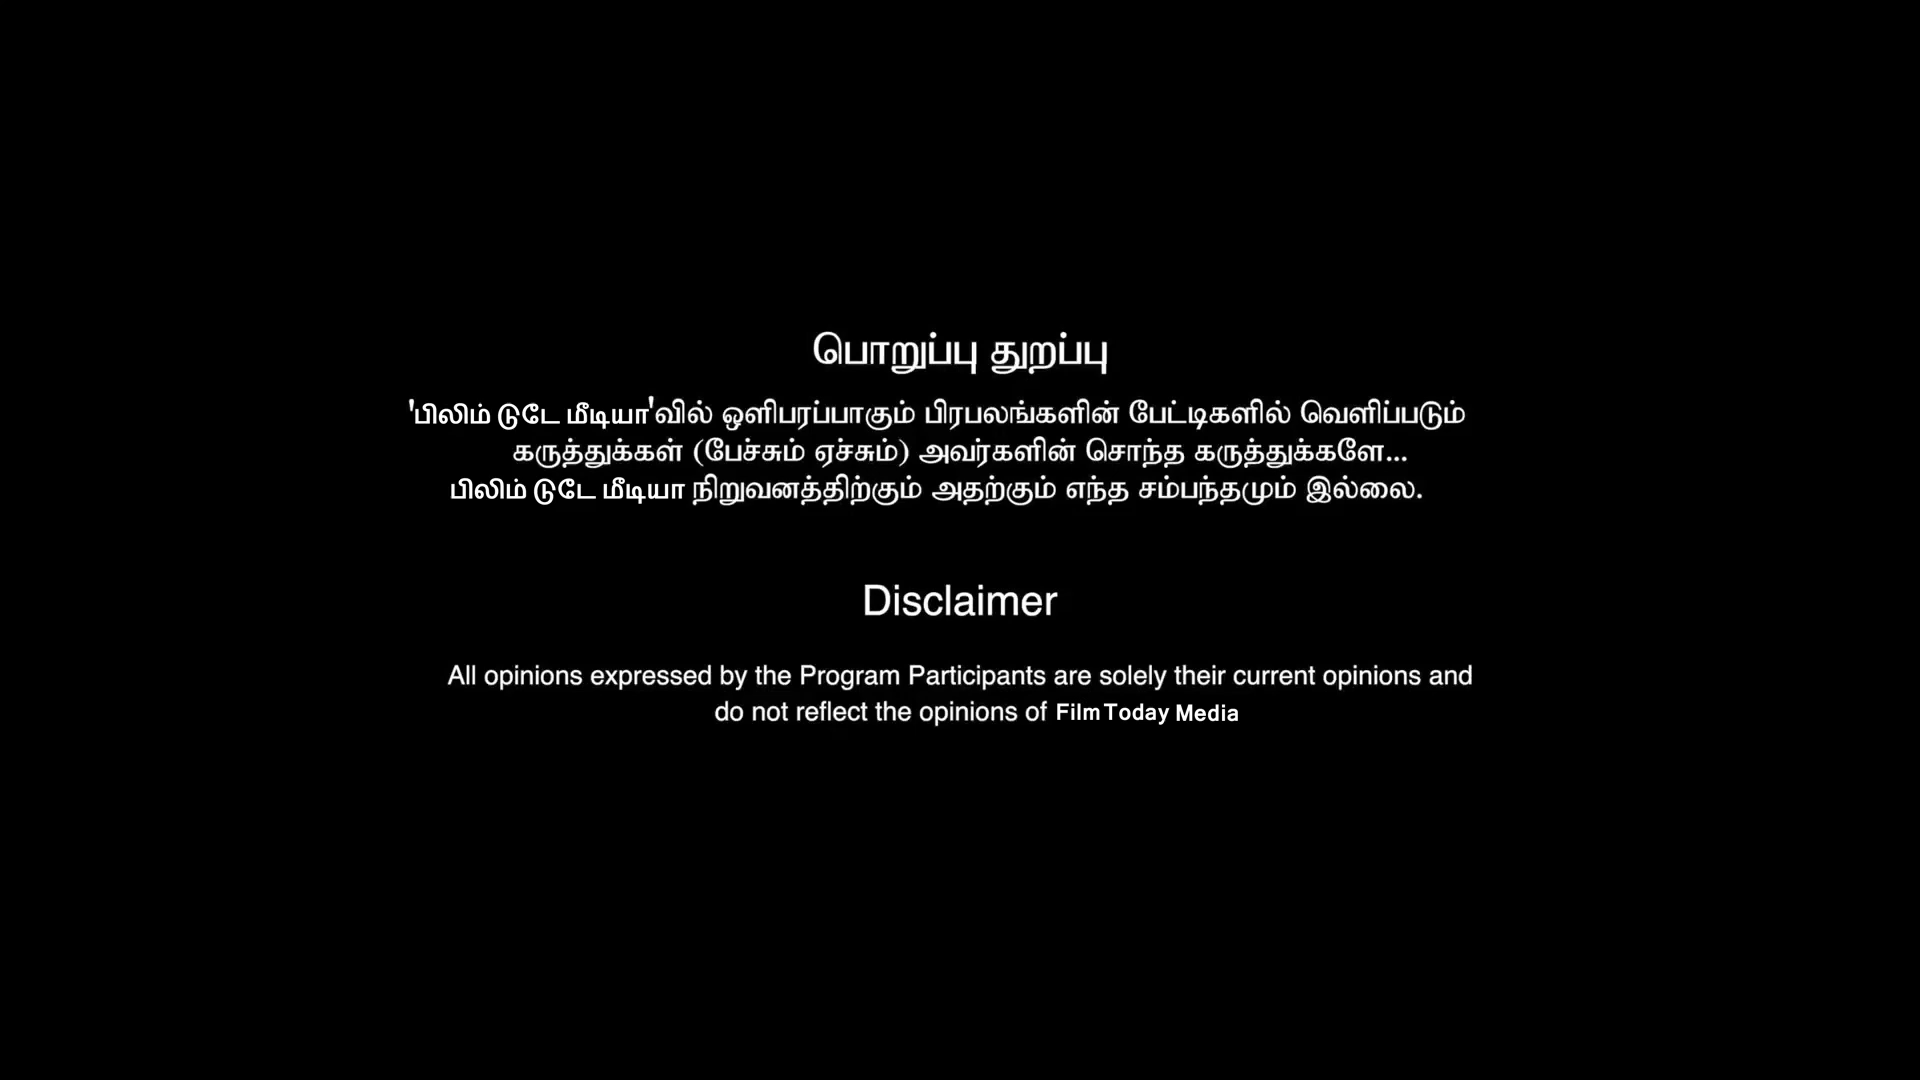 பொறுப்பு துறப்பு
'பிலிம் டுடே மீடியா'வில் ஒளிபரப்பாகும் பிரபலங்களின் பேட்டிகளில் வெளிப்படும்
கருத்துக்கள் (பேச்சும் ஏச்சும்) அவர்களின் சொந்த கருத்துக்களே...
பிலிம் டுடே மீடியா நிறுவனத்திற்கும் அதற்கும் எந்த சம்பந்தமும் இல்லை.
Disclaimer
All opinions expressed by the Program Participants are solely their current opinions and
do not reflect the opinions of Film Today Media